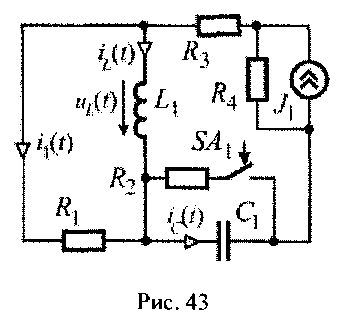 i_L(t)
R_3
u_L(t)
L_1
R_4
J_1
i_1(t)
SA_1
R_2
R_1
i_C(t)
C_1
Рис. 43